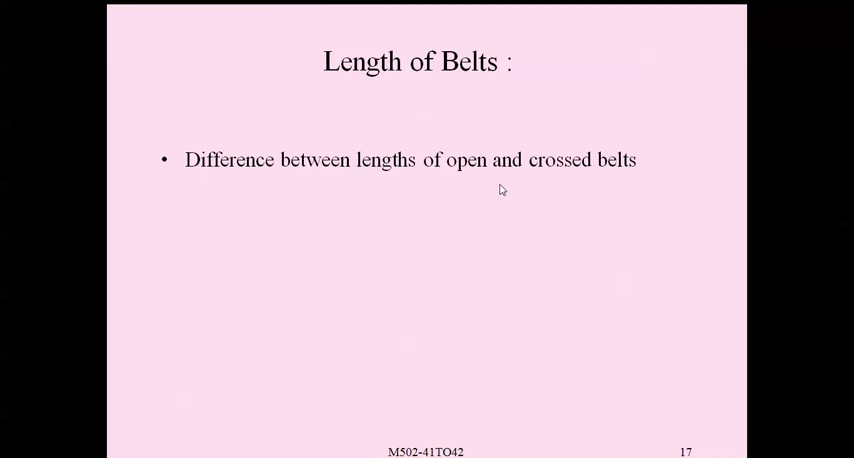 Length of Belts :
• Difference between lengths of open and crossed belts
M502-41TO42
17